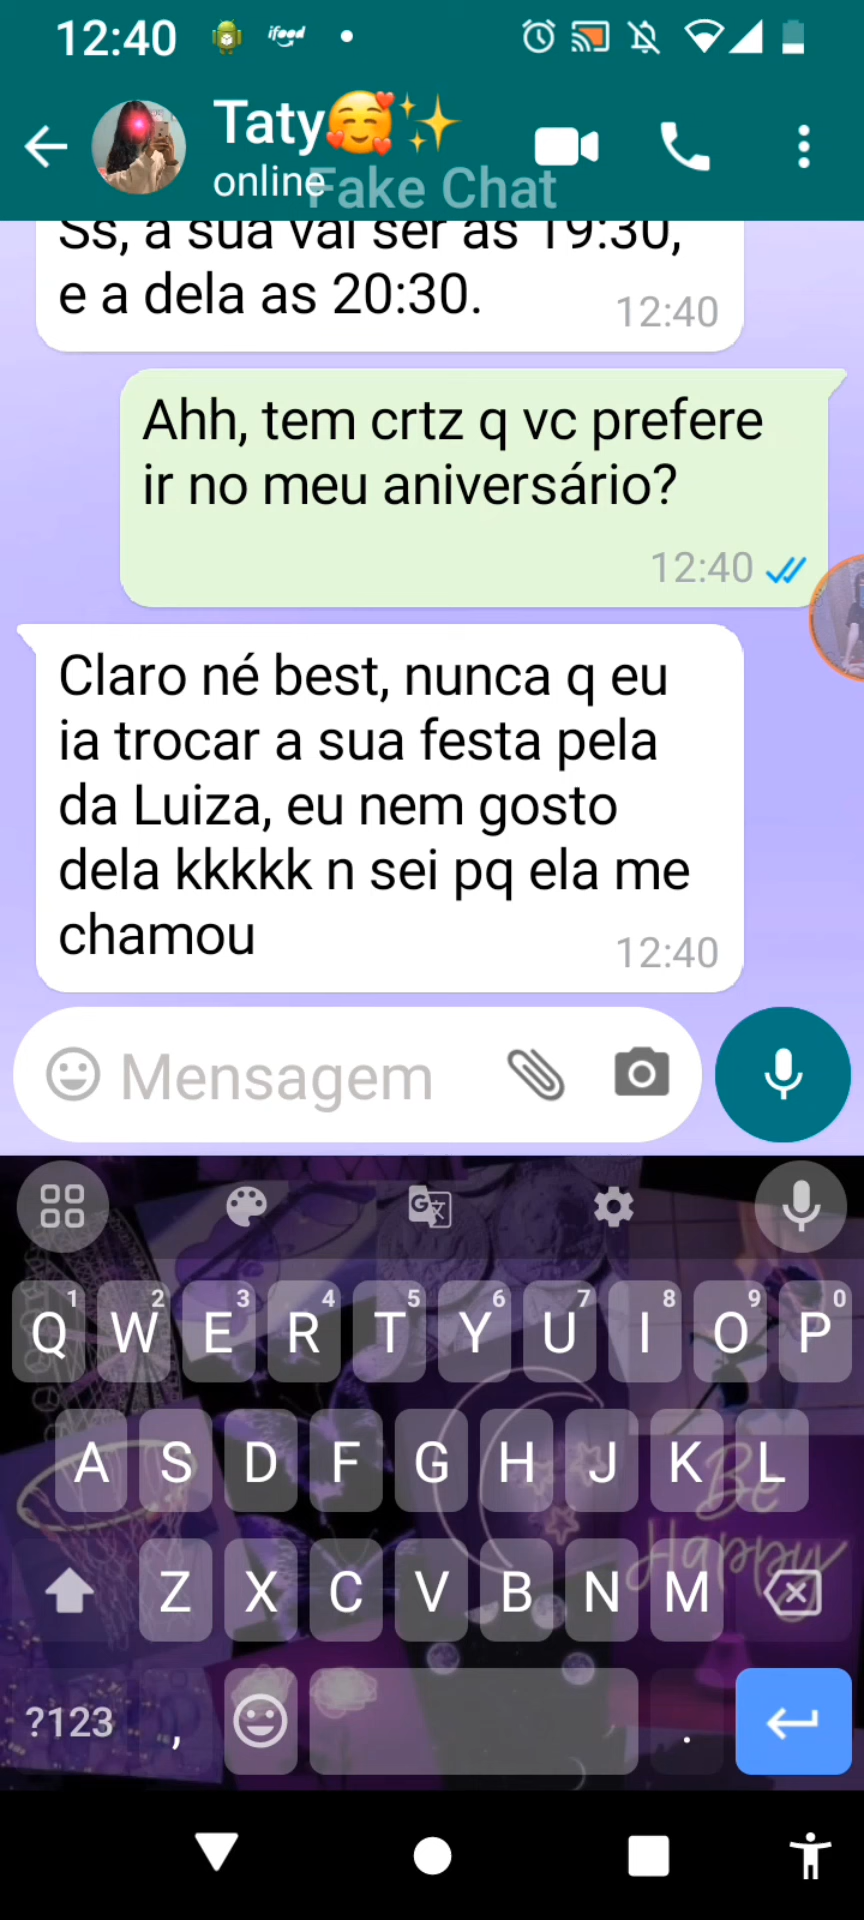 12:40 ifood
Taty🥰✨
online
Fake Chat
Ss, a sua vai ser as 19:30,
e a dela as 20:30.
12:40
Ahh, tem crtz q vc prefere
ir no meu aniversário?
12:40
Claro né best, nunca q eu
ia trocar a sua festa pela
da Luiza, eu nem gosto
dela kkkkk n sei pq ela me
chamou
12:40
Mensagem
1 2 3 4 5 6 7 8 9 0
Q W E R T Y U I O P
A S D F G H J K L
Be
Happy
Z X C V B N M
?123 , .